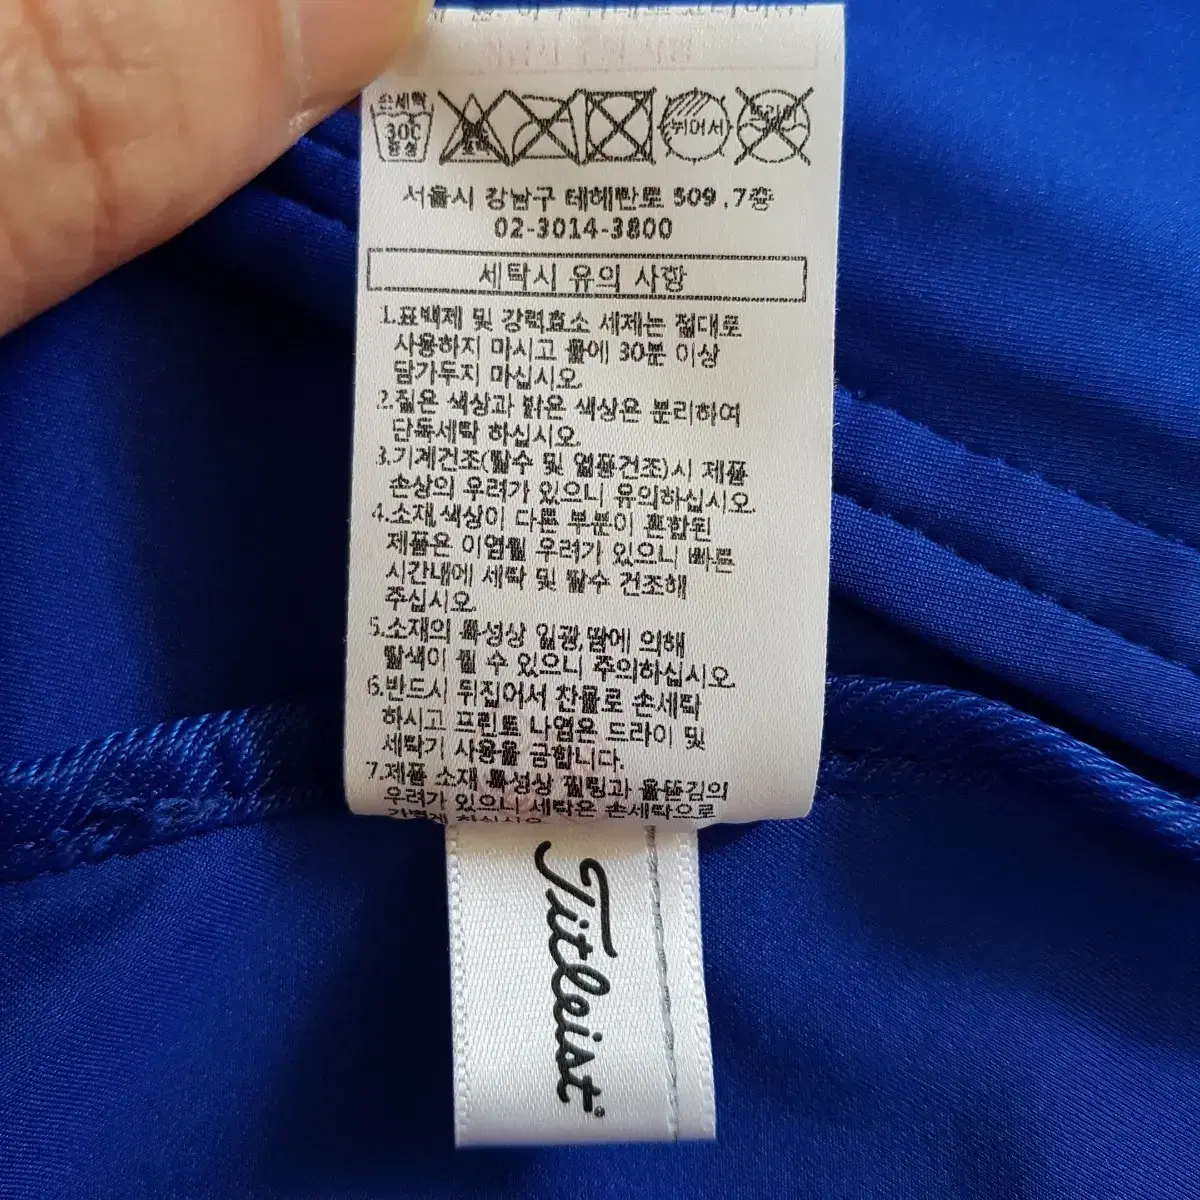 손세탁
30℃
중성
뉘어서
드라이
서울시 강남구 테헤란로 509 , 7층
02-3014-3800
세탁시 유의 사항
1.표백제 및 강력효소 세제는 절대로
사용하지 마시고 물에 30분 이상
담가두지 마십시오.
2.짙은 색상과 밝은 색상은 분리하여
단독세탁 하십시오.
3.기계건조(탈수 및 열풍건조)시 제품
손상의 우려가 있으니 유의하십시오.
4.소재,색상이 다른 부분이 혼합된
제품은 이염될 우려가 있으니 빠른
시간내에 세탁 및 탈수 건조해
주십시오.
5.소재의 특성상 일광,땀에 의해
탈색이 될 수 있으니 주의하십시오.
6.반드시 뒤집어서 찬물로 손세탁
하시고 프린트 나염은 드라이 및
세탁기 사용을 금합니다.
7.제품 소재 특성상 필링과 올뜯김의
우려가 있으니 세탁은 손세탁으로
Titleist